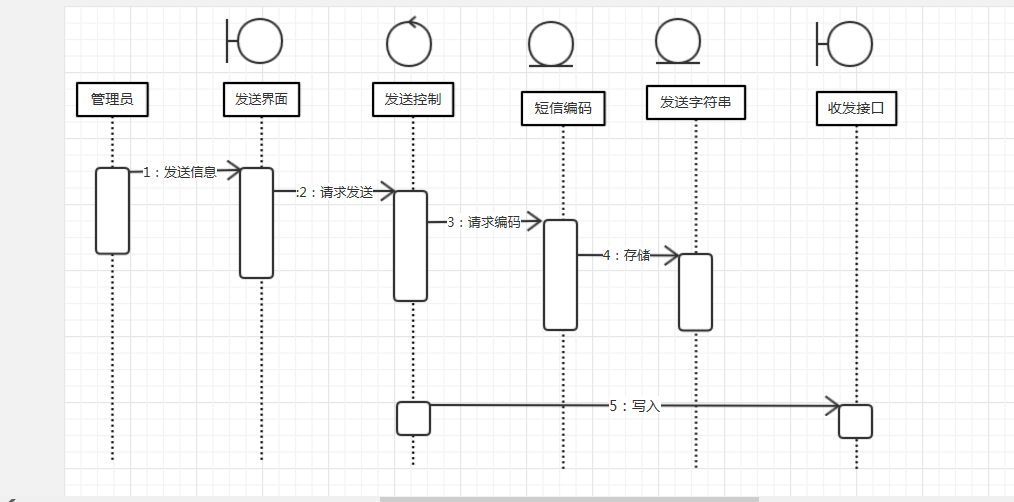 管理员
发送界面
发送控制
短信编码
发送字符串
收发接口
1：发送信息
:2：请求发送
3：请求编码
4：存储
5：写入